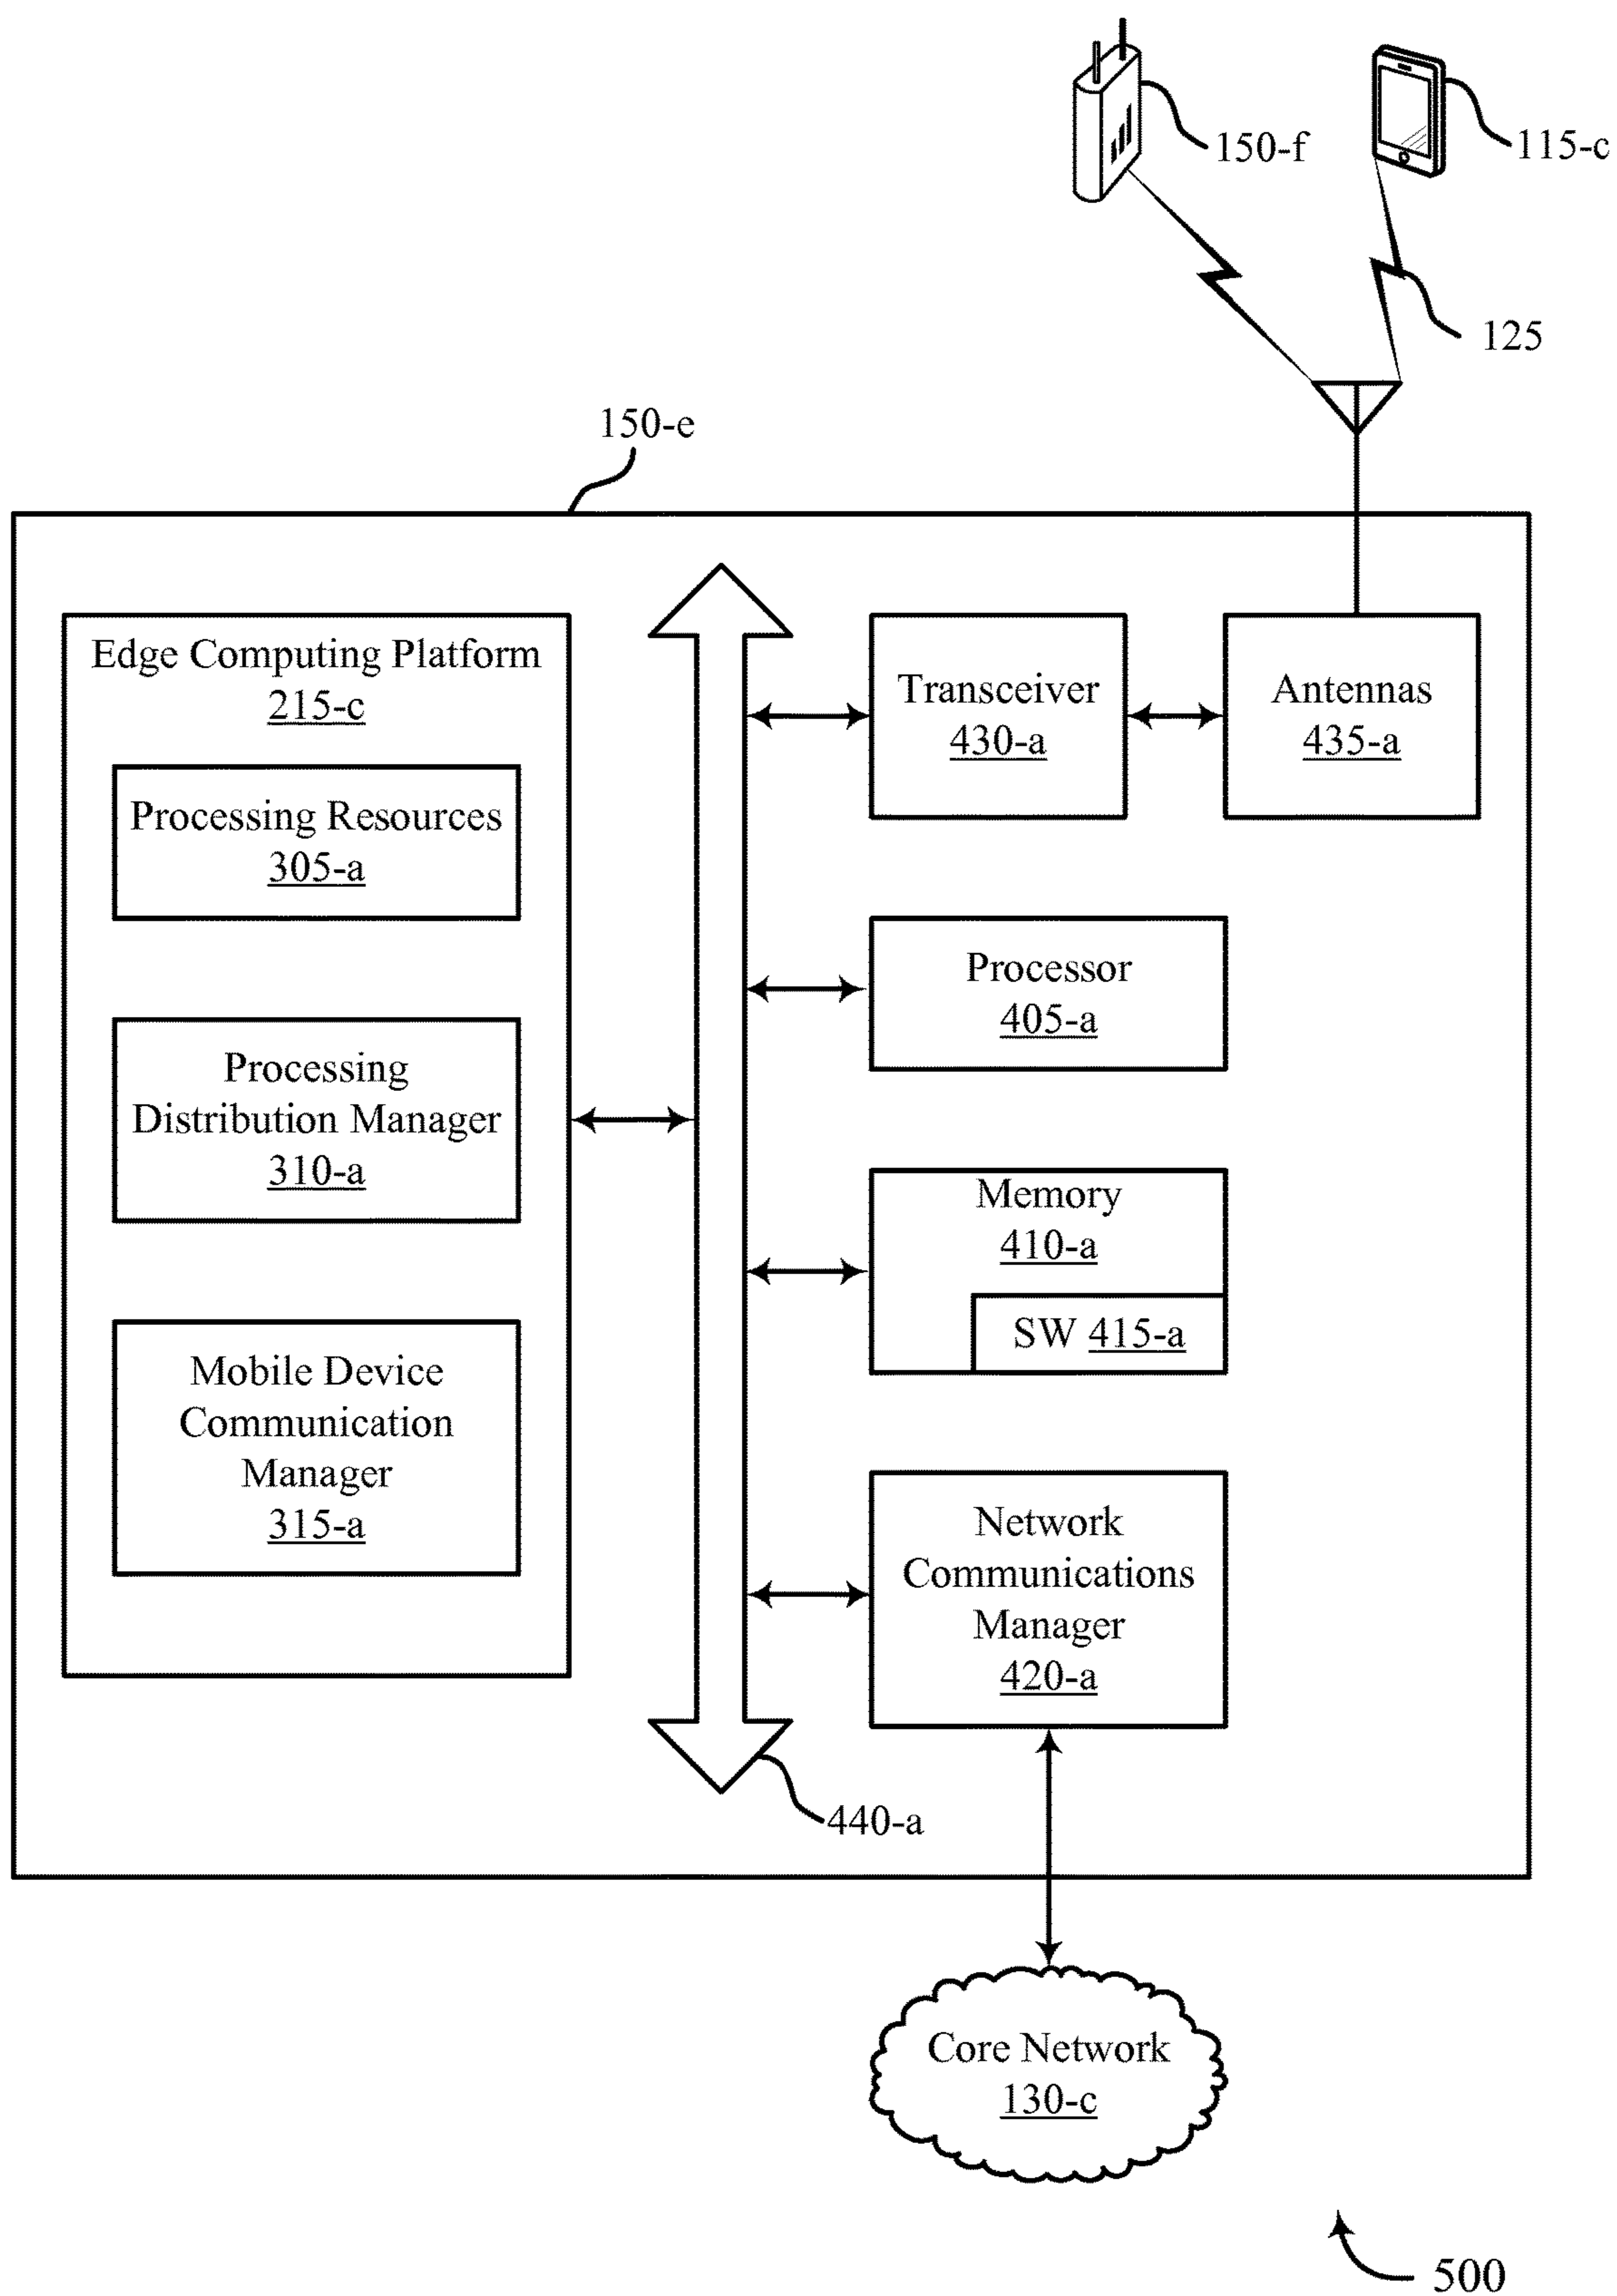 150-f
115-c
125
150-e
Edge Computing Platform
215-c
Processing Resources
305-a
Processing
Distribution Manager
310-a
Mobile Device
Communication
Manager
315-a
Transceiver
430-a
Antennas
435-a
Processor
405-a
Memory
410-a
SW 415-a
Network
Communications
Manager
420-a
440-a
Core Network
130-c
500